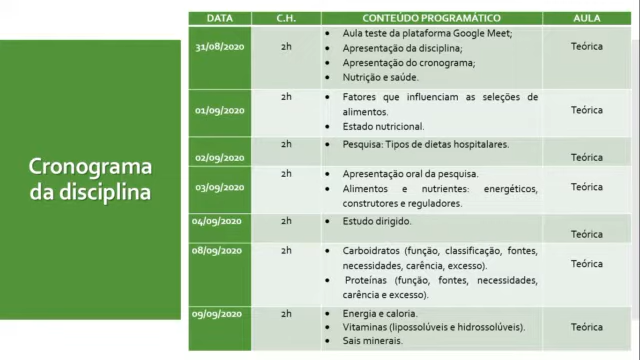 Cronograma
da disciplina
DATA C.H. CONTEÚDO PROGRAMÁTICO AULA
31/08/2020 2h • Aula teste da plataforma Google Meet; Teórica
• Apresentação da disciplina;
• Apresentação do cronograma;
• Nutrição e saúde.
01/09/2020 2h • Fatores que influenciam as seleções de Teórica
alimentos.
• Estado nutricional.
02/09/2020 2h • Pesquisa: Tipos de dietas hospitalares. Teórica
03/09/2020 2h • Apresentação oral da pesquisa. Teórica
• Alimentos e nutrientes: energéticos,
construtores e reguladores.
04/09/2020 2h • Estudo dirigido. Teórica
08/09/2020 2h • Carboidratos (função, classificação, fontes, Teórica
necessidades, carência, excesso).
• Proteínas (função, fontes, necessidades,
carência e excesso).
09/09/2020 2h • Energia e caloria. Teórica
• Vitaminas (lipossolúveis e hidrossolúveis).
• Sais minerais.